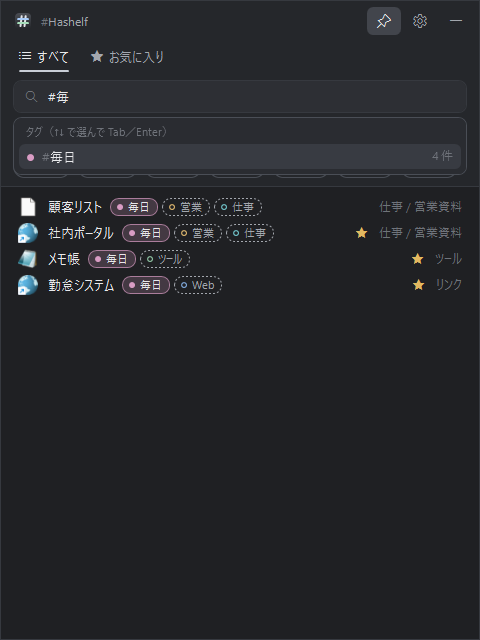 #Hashelf
すべて お気に入り
#毎
タグ（↑↓ で選んで Tab／Enter）
#毎日 4 件
顧客リスト 毎日 営業 仕事 仕事 / 営業資料
社内ポータル 毎日 営業 仕事 仕事 / 営業資料
メモ帳 毎日 ツール ツール
勤怠システム 毎日 Web リンク